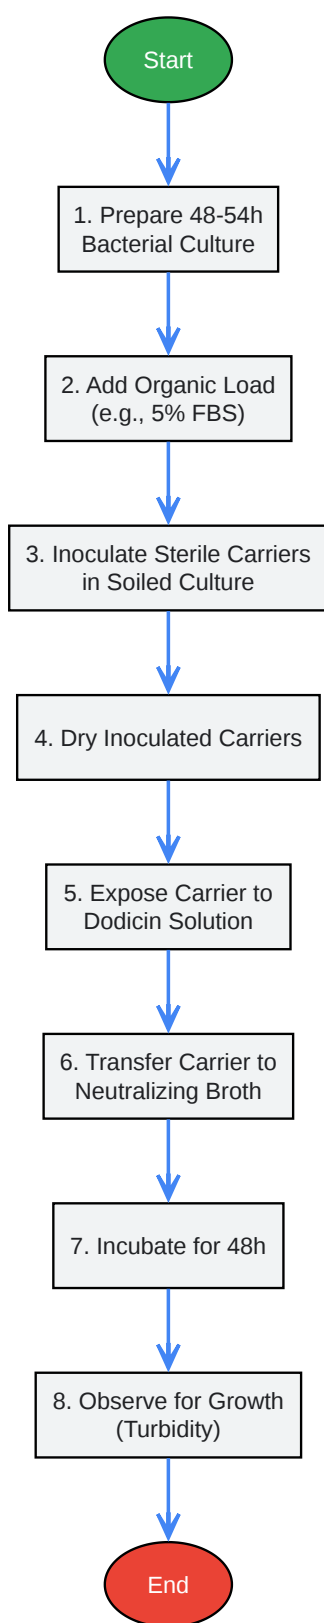 Start
1. Prepare 48-54h
Bacterial Culture
2. Add Organic Load
(e.g., 5% FBS)
3. Inoculate Sterile Carriers
in Soiled Culture
4. Dry Inoculated Carriers
5. Expose Carrier to
Dodicin Solution
6. Transfer Carrier to
Neutralizing Broth
7. Incubate for 48h
8. Observe for Growth
(Turbidity)
End